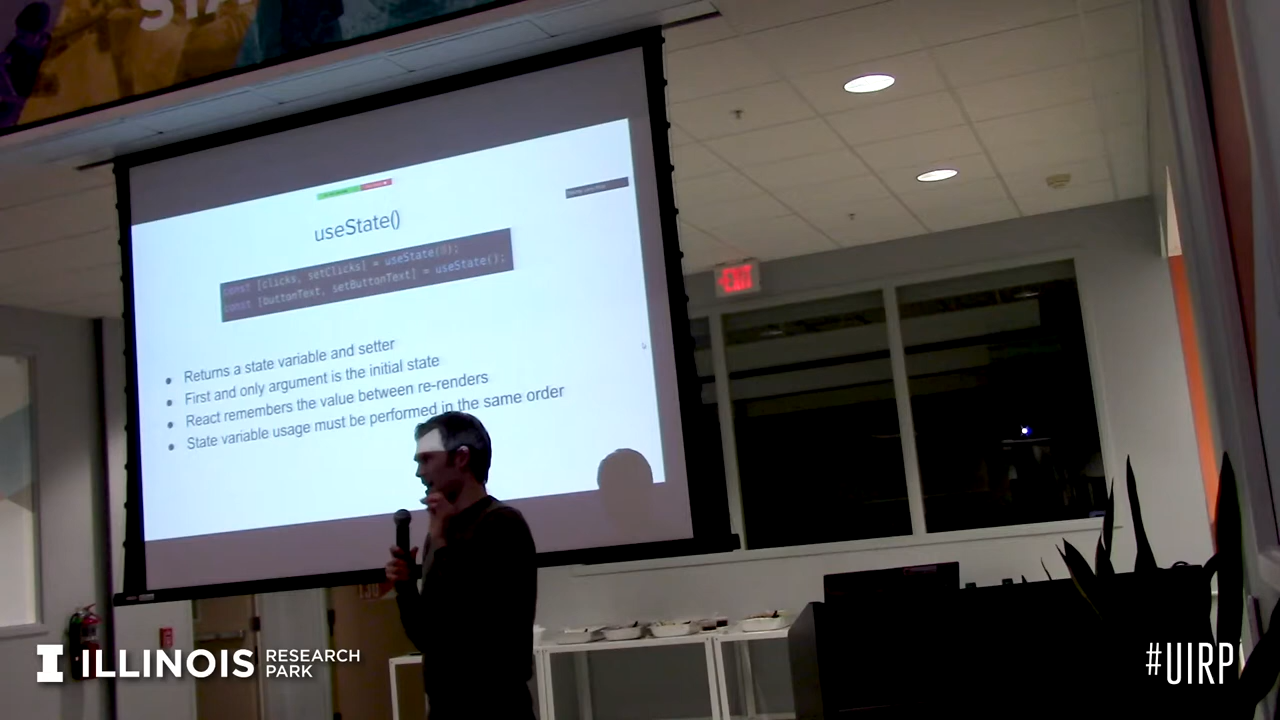 STA
useState()
const [clicks, setClicks] = useState(0);
const [buttonText, setButtonText] = useState();
• Returns a state variable and setter
• First and only argument is the initial state
• React remembers the value between re-renders
• State variable usage must be performed in the same order
EXIT
130
ILLINOIS RESEARCH PARK
#UIRP